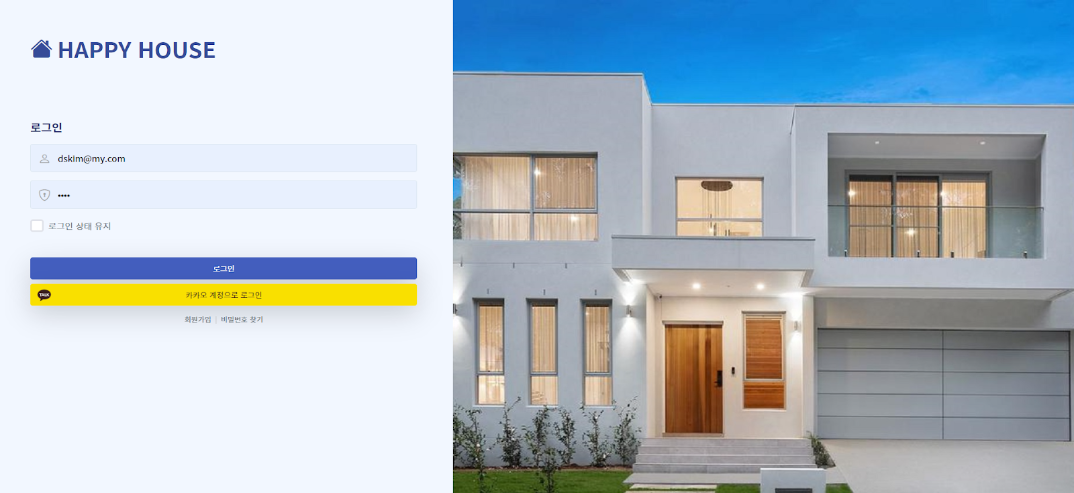 HAPPY HOUSE
로그인
dskim@my.com
••••
로그인 상태 유지
로그인
TALK
카카오 계정으로 로그인
회원가입 | 비밀번호 찾기